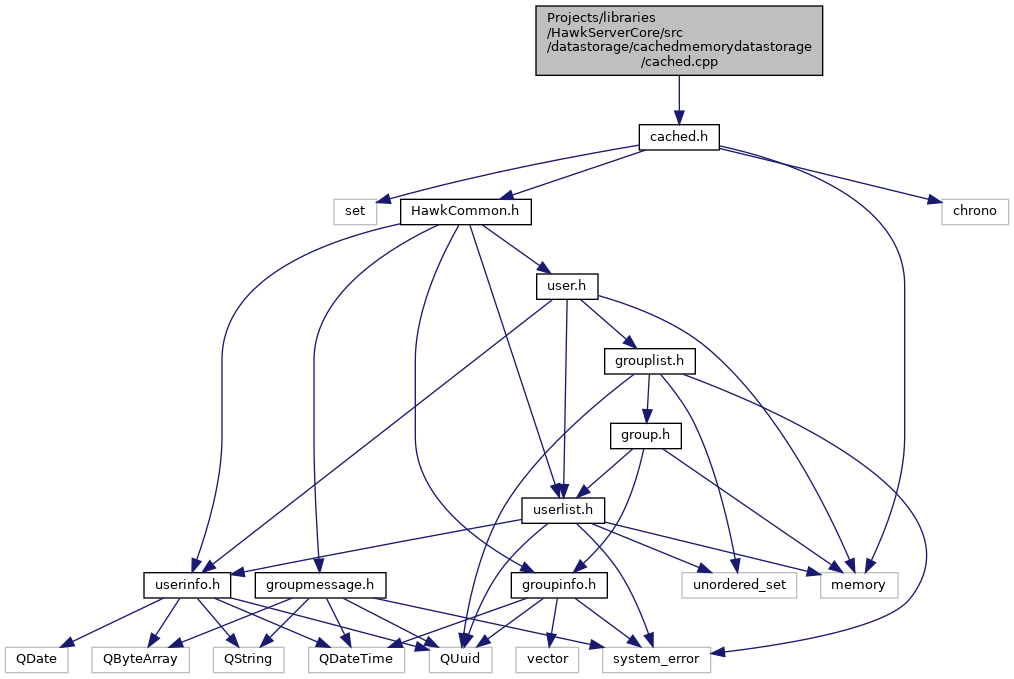 Projects/libraries
/HawkServerCore/src
/datastorage/cachedmemorydatastorage
/cached.cpp
cached.h
set
HawkCommon.h
chrono
user.h
grouplist.h
group.h
userlist.h
userinfo.h
groupmessage.h
groupinfo.h
unordered_set
memory
QDate
QByteArray
QString
QDateTime
QUuid
vector
system_error